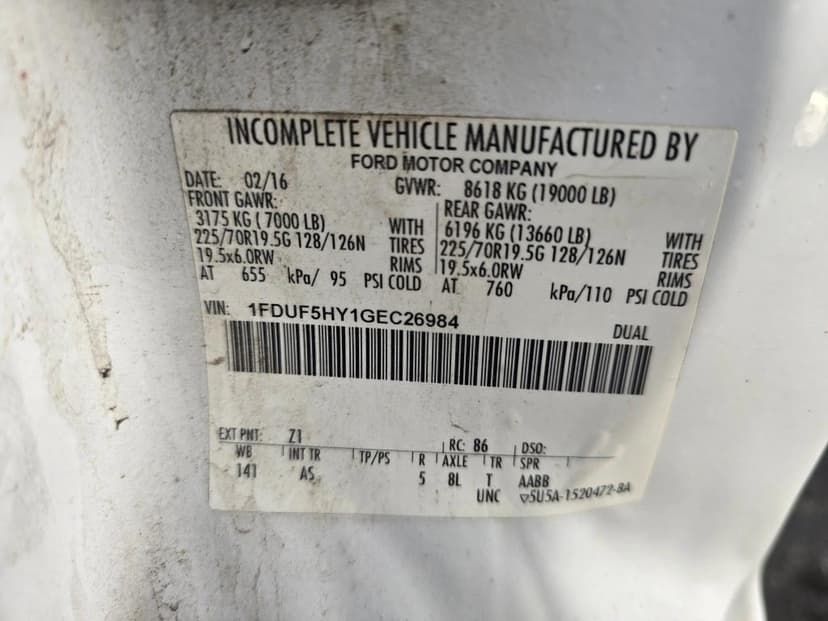 INCOMPLETE VEHICLE MANUFACTURED BY
FORD MOTOR COMPANY
DATE: 02/16 GVWR: 8618 KG (19000 LB)
FRONT GAWR: REAR GAWR:
3175 KG (7000 LB) WITH 6196 KG (13660 LB) WITH
225/70R19.5G 128/126N TIRES 225/70R19.5G 128/126N TIRES
19.5x6.0RW RIMS 19.5x6.0RW RIMS
AT 655 kPa/ 95 PSI COLD AT 760 kPa/110 PSI COLD
VIN: 1FDUF5HY1GEC26984 DUAL
EXT PNT: Z1 RC: 86 DSO:
WB INT TR TP/PS R AXLE TR SPR
141 AS 5 8L T AABB
UNC ▽5U5A-1520472-BA